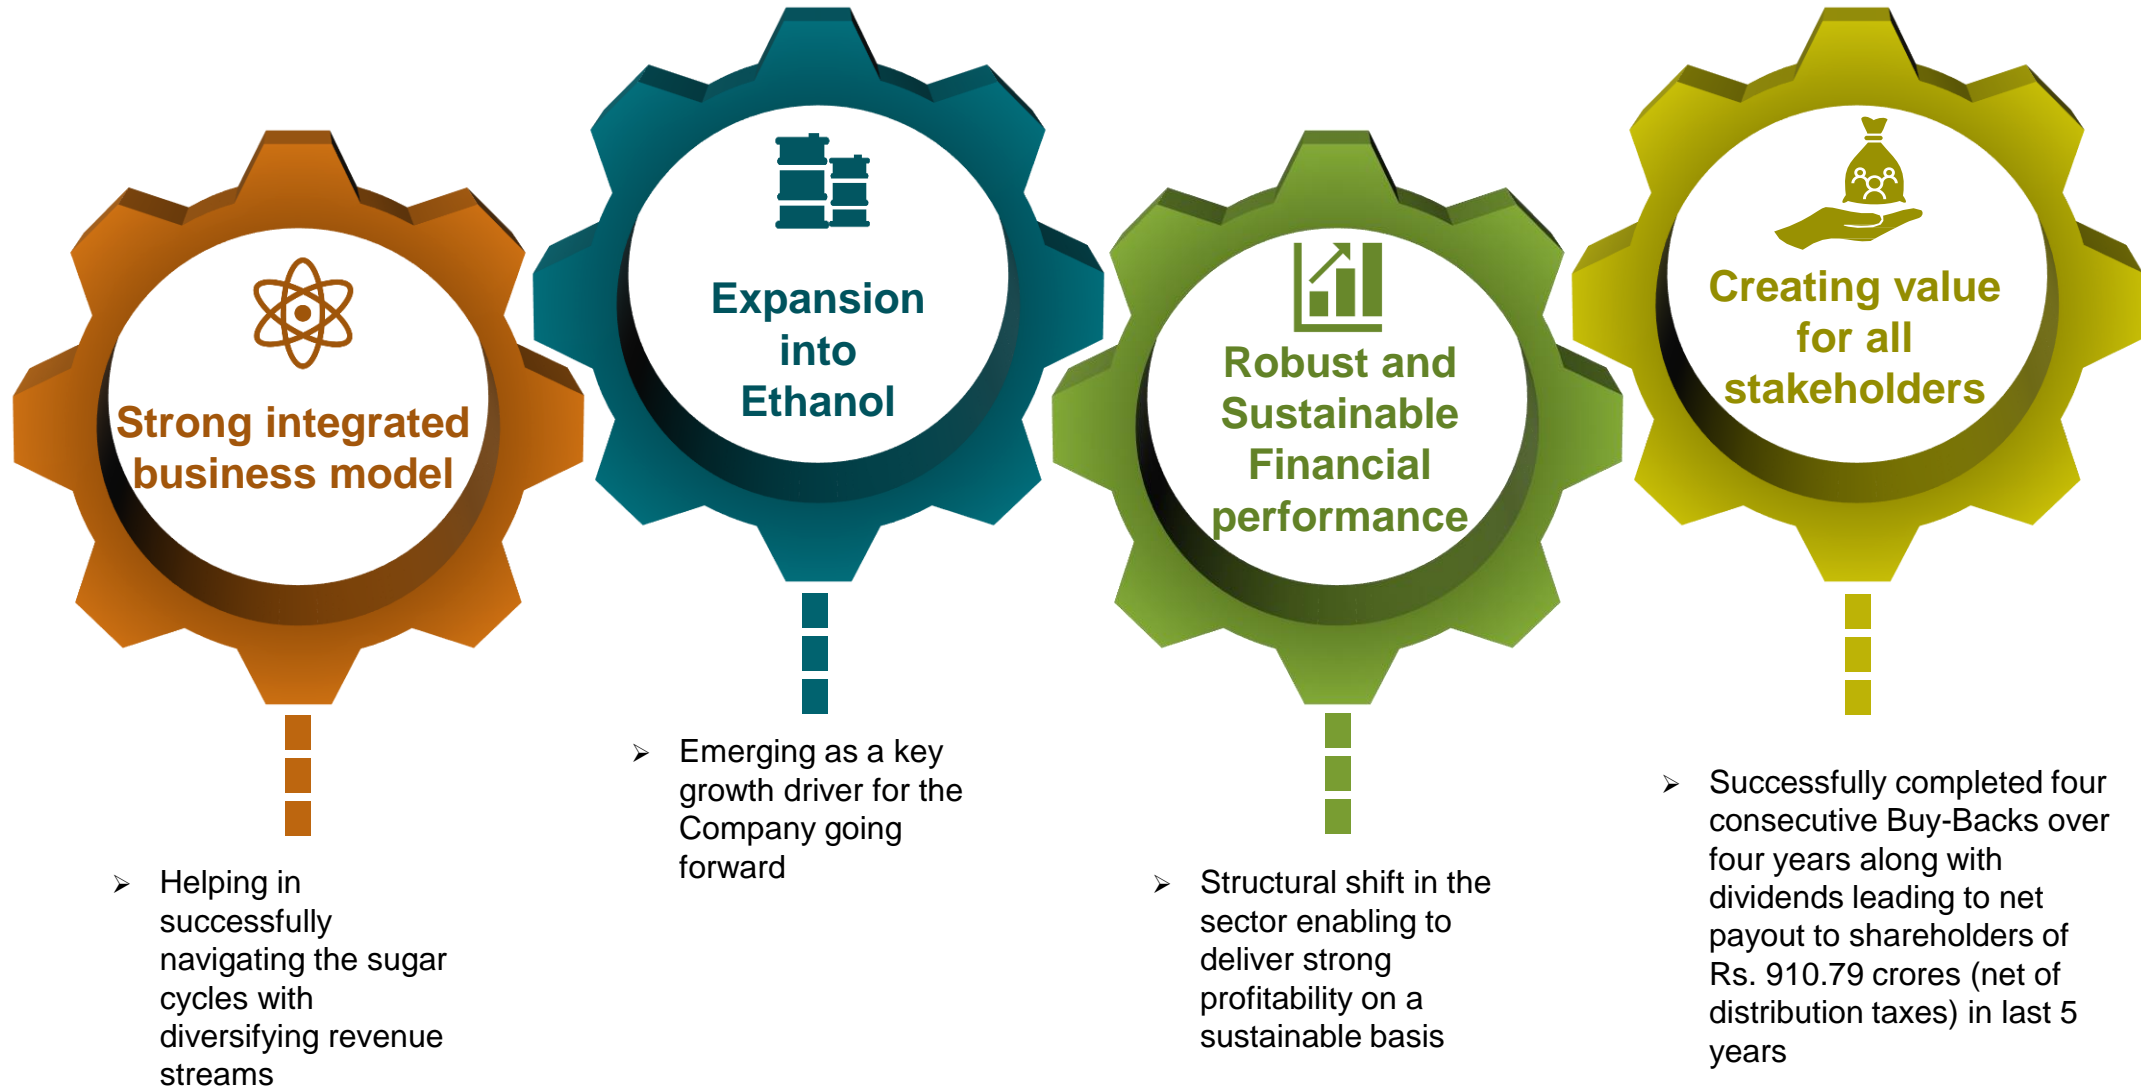 Strong integrated
business model
➢ Helping in
successfully
navigating the sugar
cycles with
diversifying revenue
streams
Expansion
into
Ethanol
➢ Emerging as a key
growth driver for the
Company going
forward
Robust and
Sustainable
Financial
performance
➢ Structural shift in the
sector enabling to
deliver strong
profitability on a
sustainable basis
Creating value
for all
stakeholders
➢ Successfully completed four
consecutive Buy-Backs over
four years along with
dividends leading to net
payout to shareholders of
Rs. 910.79 crores (net of
distribution taxes) in last 5
years